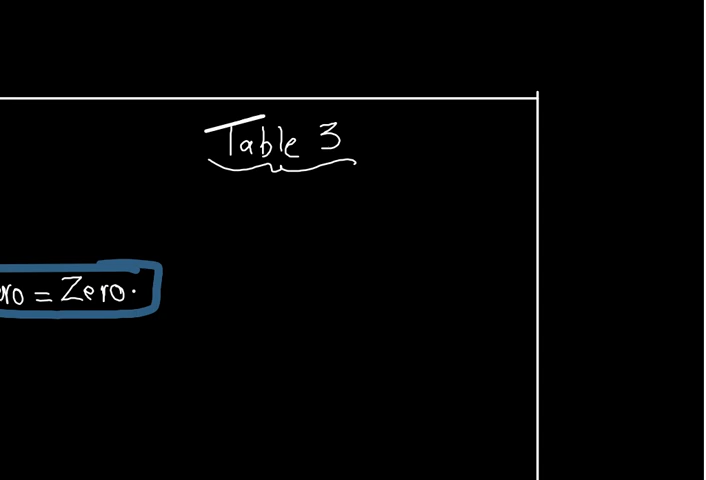 Table 3
= Zero.